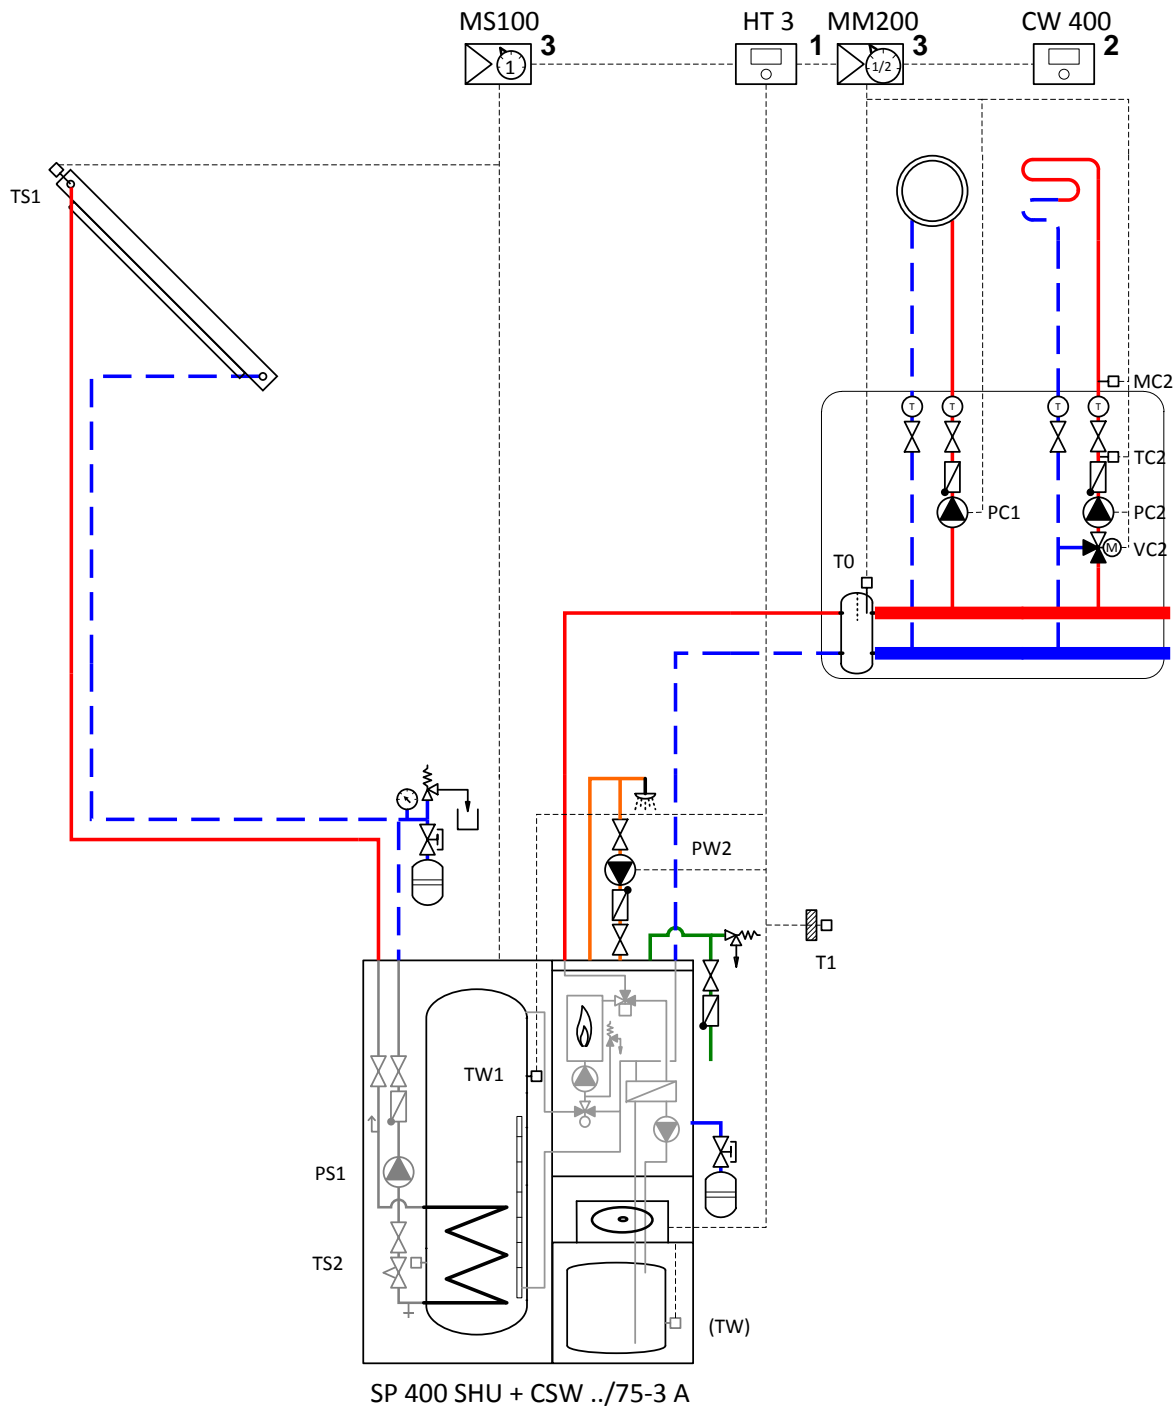 MS100 HT 3 MM200 CW 400
3 1 3 2
1 1/2
TS1
MC2
T T T T
TC2
PC1 PC2
VC2
M
T0
PW2
T1
TW1
PS1
TS2
(TW)
SP 400 SHU + CSW ../75-3 A